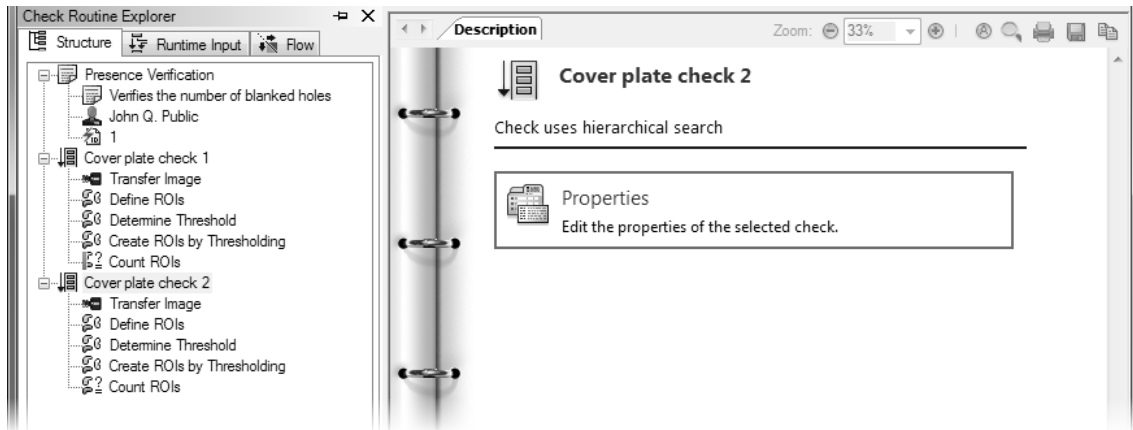 Check Routine Explorer
Structure Runtime Input Flow
Presence Verification
Verifies the number of blanked holes
John Q. Public
1
Cover plate check 1
Transfer Image
Define ROIs
Determine Threshold
Create ROIs by Thresholding
Count ROIs
Cover plate check 2
Transfer Image
Define ROIs
Determine Threshold
Create ROIs by Thresholding
Count ROIs
Description
Zoom: 33%
Cover plate check 2
Check uses hierarchical search
Properties
Edit the properties of the selected check.